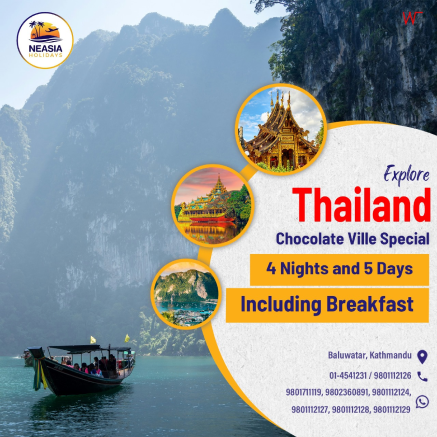 NEASIA
HOLIDAYS
Explore
Thailand
Chocolate Ville Special
4 Nights and 5 Days
Including Breakfast
Baluwatar, Kathmandu
01-4541231 / 9801112126
9801711119, 9802360891, 9801112124,
9801112127, 9801112128, 9801112129